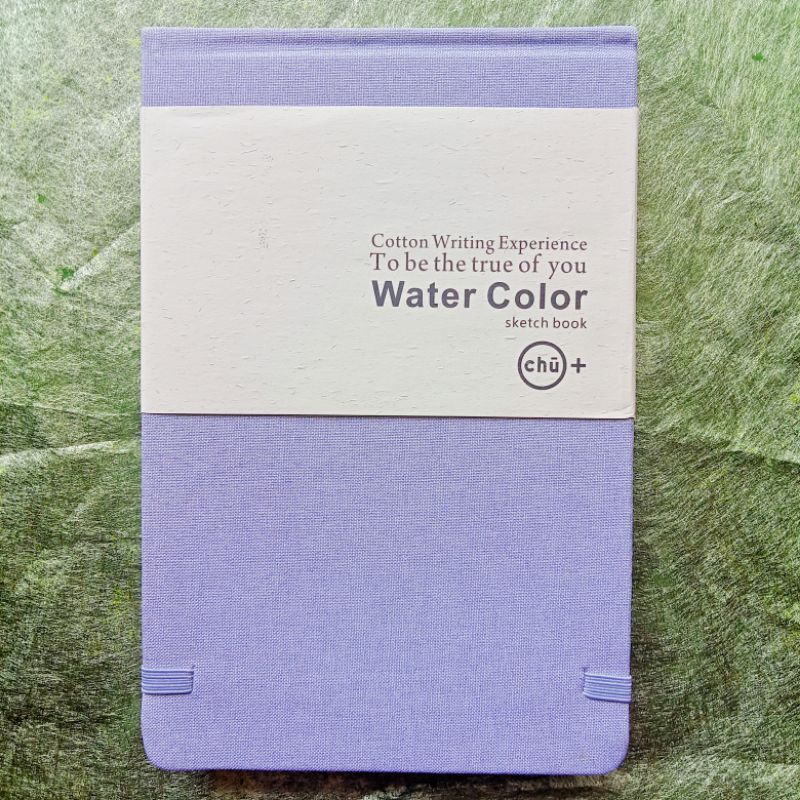 Cotton Writing Experience
To be the true of you
Water Color
sketch book
chū +